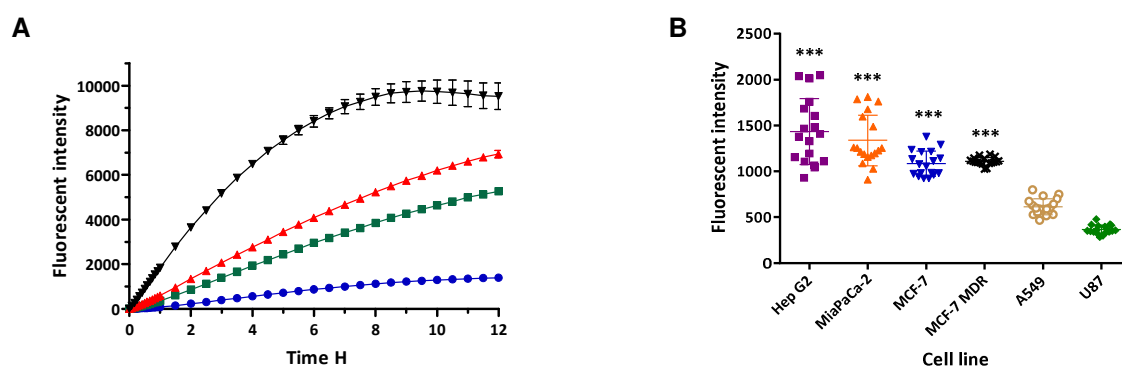 A
Fluorescent intensity
10000
8000
6000
4000
2000
0
0 2 4 6 8 10 12
Time H
B
Fluorescent intensity
2500
2000
1500
1000
500
0
*** *** *** ***
Hep G2 MiaPaCa-2 MCF-7 MCF-7 MDR A549 U87
Cell line